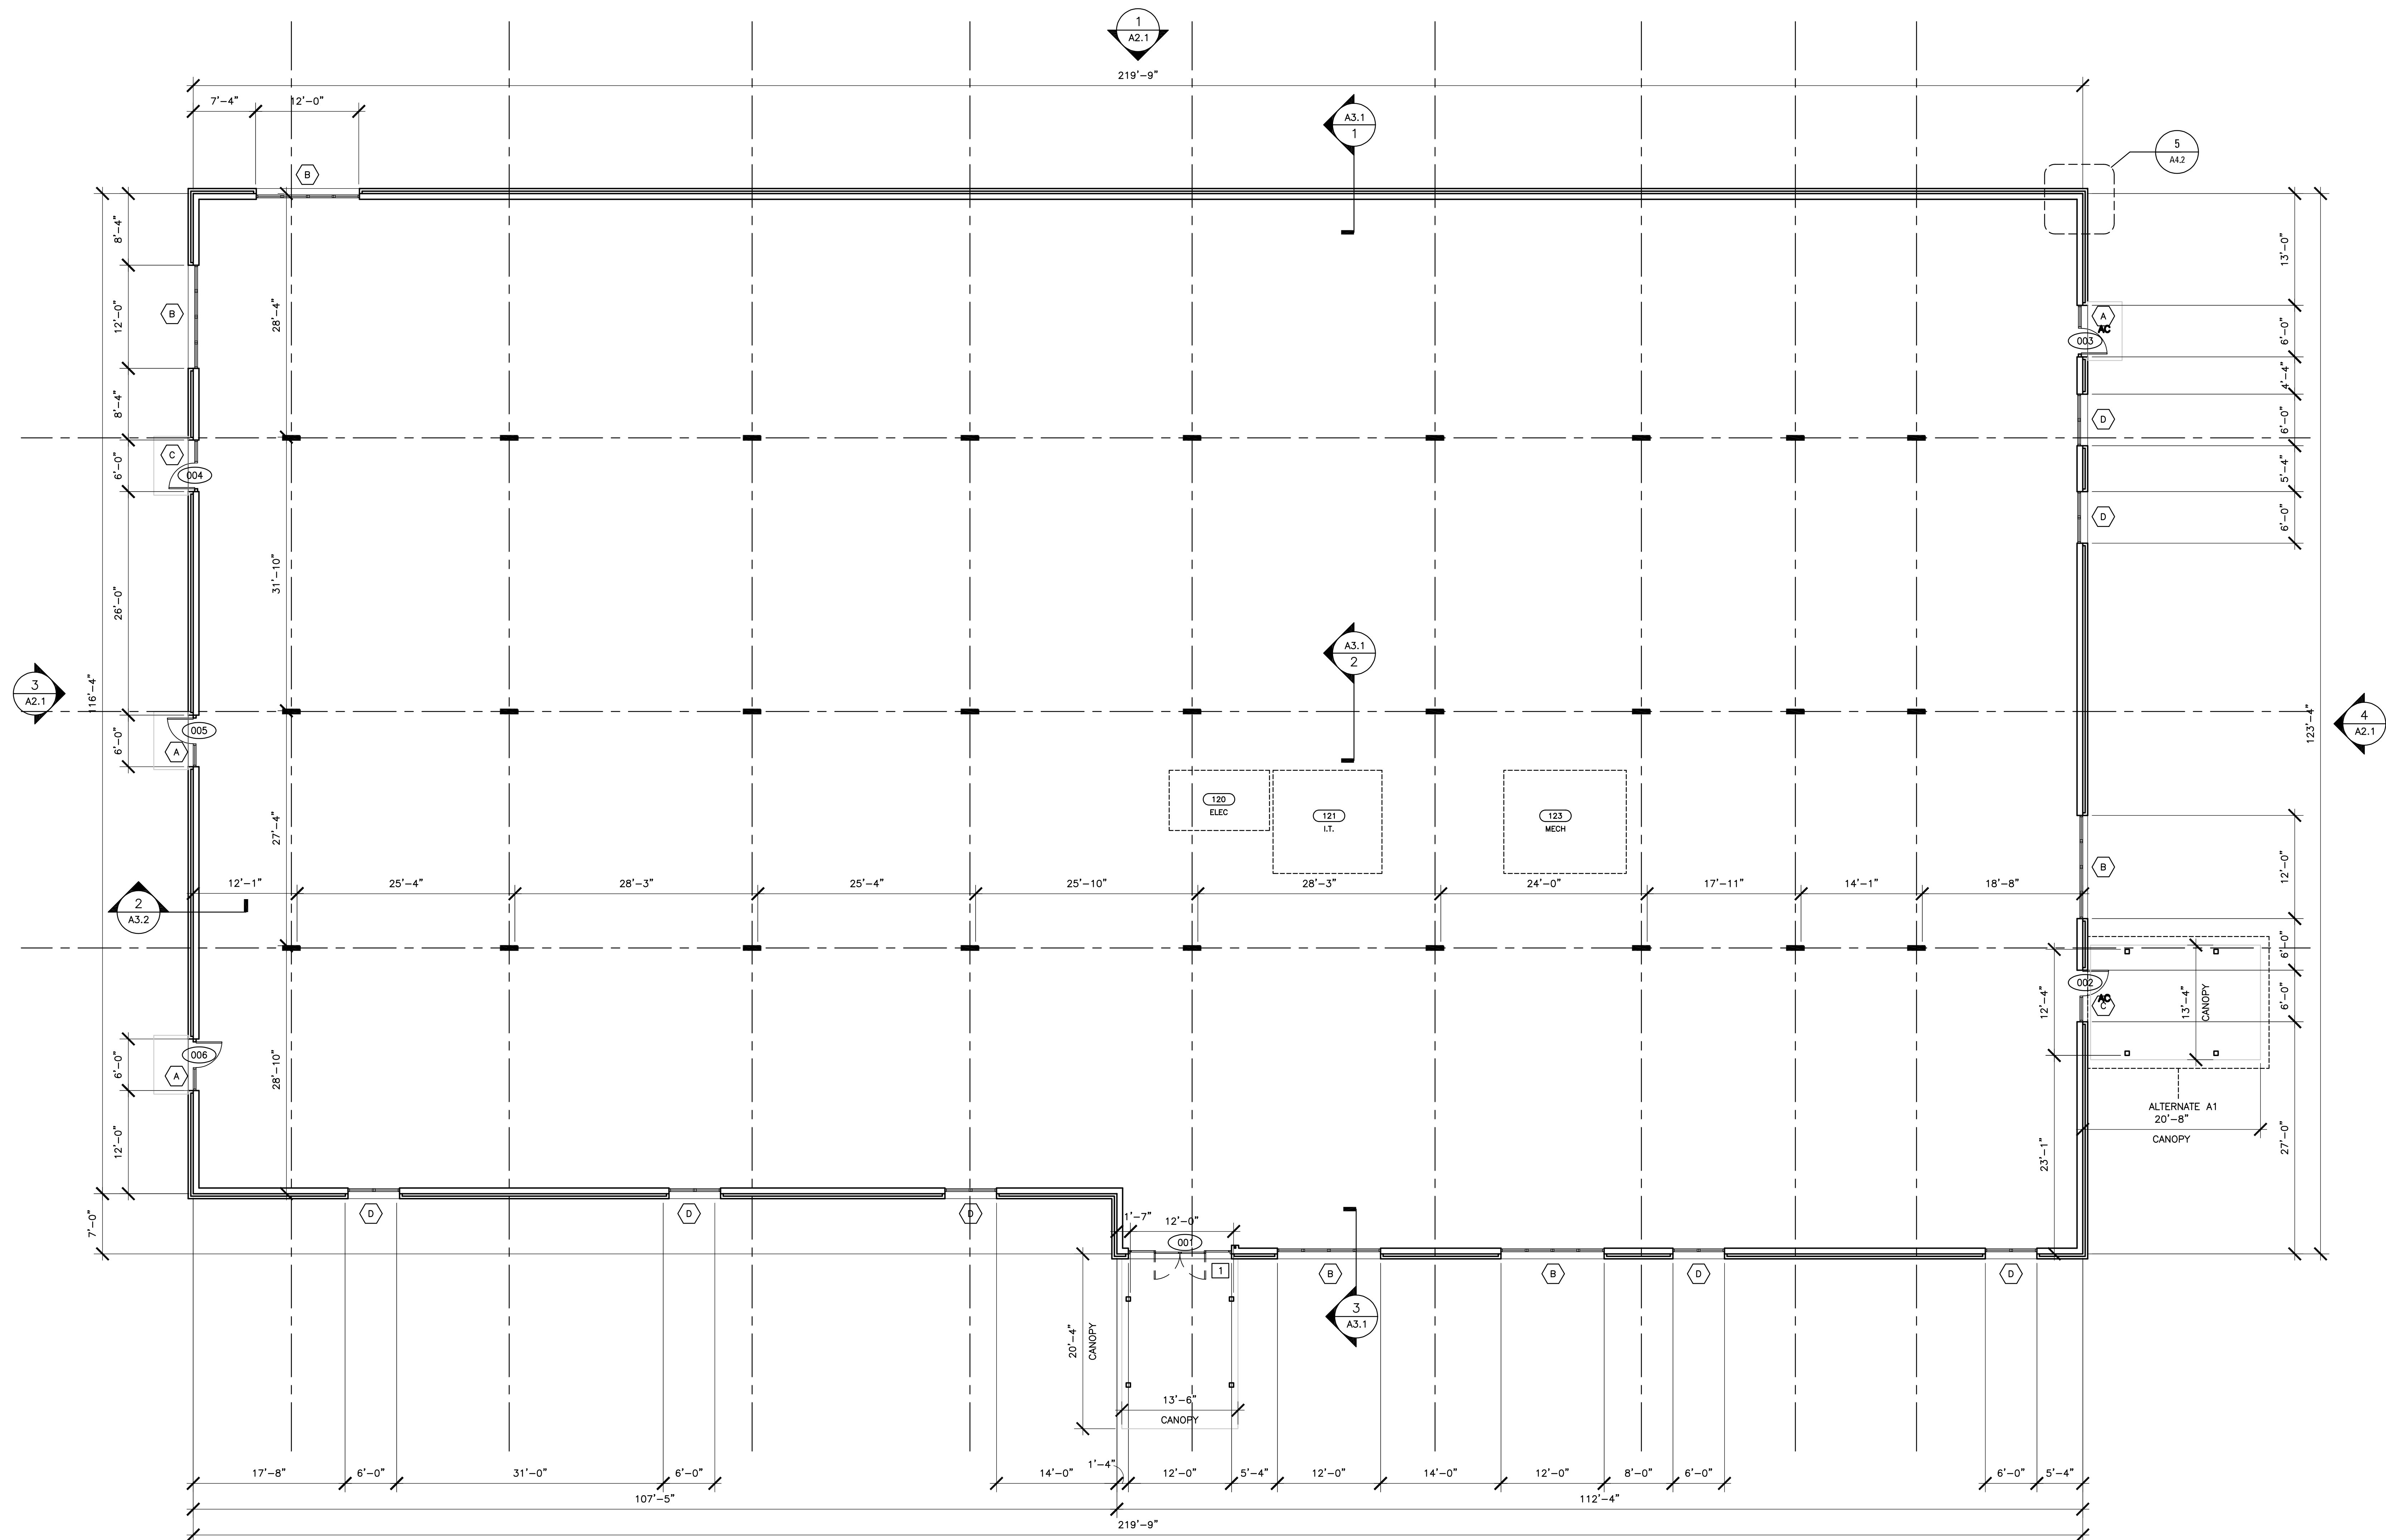 1
A2.1
219'-9"
7'-4"
12'-0"
A3.1
1
5
A4.2
B
8'-4"
12'-0"
8'-4"
6'-0"
26'-0"
6'-0"
6'-0"
12'-0"
116'-4"
7'-0"
28'-4"
31'-10"
27'-4"
28'-10"
B
C
004
3
A2.1
005
A
2
A3.2
006
A
A3.1
2
120
ELEC
121
I.T.
123
MECH
12'-1"
25'-4"
28'-3"
25'-4"
25'-10"
28'-3"
24'-0"
17'-11"
14'-1"
18'-8"
A
AC
003
D
D
B
002
AC
C
13'-0"
6'-0"
4'-4"
6'-0"
5'-4"
6'-0"
12'-0"
6'-0"
6'-0"
27'-0"
123'-4"
4
A2.1
12'-4"
13'-4"
CANOPY
23'-1"
ALTERNATE A1
20'-8"
CANOPY
D
D
D
1'-7"
12'-0"
001
1
B
B
D
D
3
A3.1
20'-4"
CANOPY
13'-6"
CANOPY
17'-8"
6'-0"
31'-0"
6'-0"
14'-0"
1'-4"
12'-0"
5'-4"
12'-0"
14'-0"
12'-0"
8'-0"
6'-0"
6'-0"
5'-4"
107'-5"
112'-4"
219'-9"